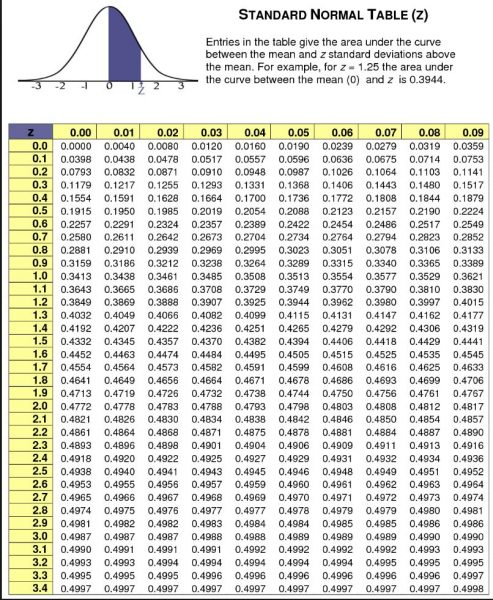 STANDARD NORMAL TABLE (Z)
Entries in the table give the area under the curve
between the mean and z standard deviations above
the mean. For example, for z = 1.25 the area under
the curve between the mean (0) and z is 0.3944.
-3 -2 -1 0 1 Z 2 3
z 0.00 0.01 0.02 0.03 0.04 0.05 0.06 0.07 0.08 0.09
0.0 0.0000 0.0040 0.0080 0.0120 0.0160 0.0190 0.0239 0.0279 0.0319 0.0359
0.1 0.0398 0.0438 0.0478 0.0517 0.0557 0.0596 0.0636 0.0675 0.0714 0.0753
0.2 0.0793 0.0832 0.0871 0.0910 0.0948 0.0987 0.1026 0.1064 0.1103 0.1141
0.3 0.1179 0.1217 0.1255 0.1293 0.1331 0.1368 0.1406 0.1443 0.1480 0.1517
0.4 0.1554 0.1591 0.1628 0.1664 0.1700 0.1736 0.1772 0.1808 0.1844 0.1879
0.5 0.1915 0.1950 0.1985 0.2019 0.2054 0.2088 0.2123 0.2157 0.2190 0.2224
0.6 0.2257 0.2291 0.2324 0.2357 0.2389 0.2422 0.2454 0.2486 0.2517 0.2549
0.7 0.2580 0.2611 0.2642 0.2673 0.2704 0.2734 0.2764 0.2794 0.2823 0.2852
0.8 0.2881 0.2910 0.2939 0.2969 0.2995 0.3023 0.3051 0.3078 0.3106 0.3133
0.9 0.3159 0.3186 0.3212 0.3238 0.3264 0.3289 0.3315 0.3340 0.3365 0.3389
1.0 0.3413 0.3438 0.3461 0.3485 0.3508 0.3513 0.3554 0.3577 0.3529 0.3621
1.1 0.3643 0.3665 0.3686 0.3708 0.3729 0.3749 0.3770 0.3790 0.3810 0.3830
1.2 0.3849 0.3869 0.3888 0.3907 0.3925 0.3944 0.3962 0.3980 0.3997 0.4015
1.3 0.4032 0.4049 0.4066 0.4082 0.4099 0.4115 0.4131 0.4147 0.4162 0.4177
1.4 0.4192 0.4207 0.4222 0.4236 0.4251 0.4265 0.4279 0.4292 0.4306 0.4319
1.5 0.4332 0.4345 0.4357 0.4370 0.4382 0.4394 0.4406 0.4418 0.4429 0.4441
1.6 0.4452 0.4463 0.4474 0.4484 0.4495 0.4505 0.4515 0.4525 0.4535 0.4545
1.7 0.4554 0.4564 0.4573 0.4582 0.4591 0.4599 0.4608 0.4616 0.4625 0.4633
1.8 0.4641 0.4649 0.4656 0.4664 0.4671 0.4678 0.4686 0.4693 0.4699 0.4706
1.9 0.4713 0.4719 0.4726 0.4732 0.4738 0.4744 0.4750 0.4756 0.4761 0.4767
2.0 0.4772 0.4778 0.4783 0.4788 0.4793 0.4798 0.4803 0.4808 0.4812 0.4817
2.1 0.4821 0.4826 0.4830 0.4834 0.4838 0.4842 0.4846 0.4850 0.4854 0.4857
2.2 0.4861 0.4864 0.4868 0.4871 0.4875 0.4878 0.4881 0.4884 0.4887 0.4890
2.3 0.4893 0.4896 0.4898 0.4901 0.4904 0.4906 0.4909 0.4911 0.4913 0.4916
2.4 0.4918 0.4920 0.4922 0.4925 0.4927 0.4929 0.4931 0.4932 0.4934 0.4936
2.5 0.4938 0.4940 0.4941 0.4943 0.4945 0.4946 0.4948 0.4949 0.4951 0.4952
2.6 0.4953 0.4955 0.4956 0.4957 0.4959 0.4960 0.4961 0.4962 0.4963 0.4964
2.7 0.4965 0.4966 0.4967 0.4968 0.4969 0.4970 0.4971 0.4972 0.4973 0.4974
2.8 0.4974 0.4975 0.4976 0.4977 0.4977 0.4978 0.4979 0.4979 0.4980 0.4981
2.9 0.4981 0.4982 0.4982 0.4983 0.4984 0.4984 0.4985 0.4985 0.4986 0.4986
3.0 0.4987 0.4987 0.4987 0.4988 0.4988 0.4989 0.4989 0.4989 0.4990 0.4990
3.1 0.4990 0.4991 0.4991 0.4991 0.4992 0.4992 0.4992 0.4992 0.4993 0.4993
3.2 0.4993 0.4993 0.4994 0.4994 0.4994 0.4994 0.4994 0.4995 0.4995 0.4995
3.3 0.4995 0.4995 0.4995 0.4996 0.4996 0.4996 0.4996 0.4996 0.4996 0.4997
3.4 0.4997 0.4997 0.4997 0.4997 0.4997 0.4997 0.4997 0.4997 0.4997 0.4998